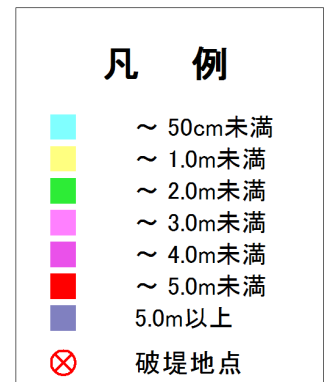 凡 例
～ 50cm未満
～ 1.0m未満
～ 2.0m未満
～ 3.0m未満
～ 4.0m未満
～ 5.0m未満
5.0m以上
破堤地点